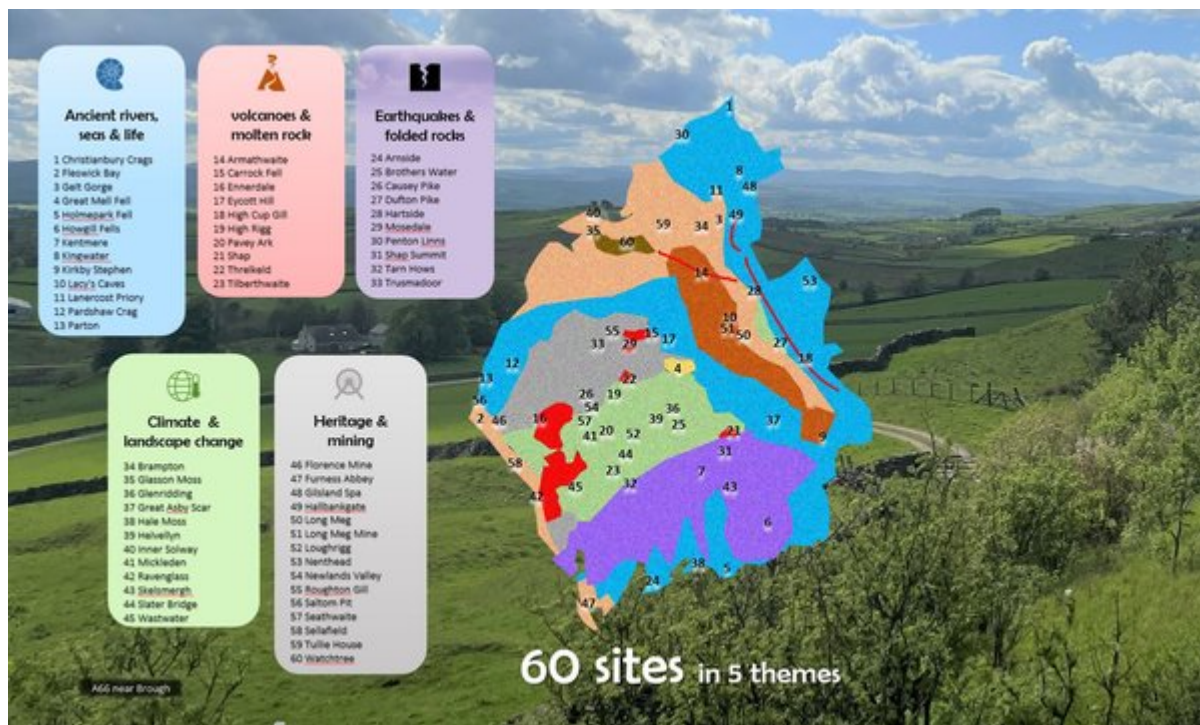 Ancient rivers,
seas & life
1 Christianbury Crags
2 Fleswick Bay
3 Gelt Gorge
4 Great Mell Fell
5 Holmepark Fell
6 Howgill Fells
7 Kentmere
8 Kingwater
9 Kirkby Stephen
10 Lacy's Caves
11 Lanercost Priory
12 Pardshaw Crag
13 Parton
volcanoes &
molten rock
14 Armathwaite
15 Carrock Fell
16 Ennerdale
17 Eycott Hill
18 High Cup Gill
19 High Rigg
20 Pavey Ark
21 Shap
22 Threlkeld
23 Tilberthwaite
Earthquakes &
folded rocks
24 Arnside
25 Brothers Water
26 Causey Pike
27 Dufton Pike
28 Hartside
29 Mosedale
30 Penton Linns
31 Shap Summit
32 Tarn Hows
33 Trusmadoor
Climate &
landscape change
34 Brampton
35 Glasson Moss
36 Glenridding
37 Great Asby Scar
38 Hale Moss
39 Helvellyn
40 Inner Solway
41 Mickleden
42 Ravenglass
43 Skelsmergh
44 Slater Bridge
45 Wastwater
Heritage &
mining
46 Florence Mine
47 Furness Abbey
48 Gilsland Spa
49 Hallbankgate
50 Long Meg
51 Long Meg Mine
52 Loughrigg
53 Nenthead
54 Newlands Valley
55 Roughton Gill
56 Saltom Pit
57 Seathwaite
58 Sellafield
59 Tullie House
60 Watchtree
1
30
8
48
11
40
59
34
3
49
35
60
14
53
28
10
55
15
51
50
33
29
17
27
18
12
4
13
22
26
19
56
54
36
2
46
16
57
39
25
37
41
20
52
21
9
44
31
58
23
7
42
45
32
43
6
38
5
24
47
60 sites in 5 themes
A66 near Brough